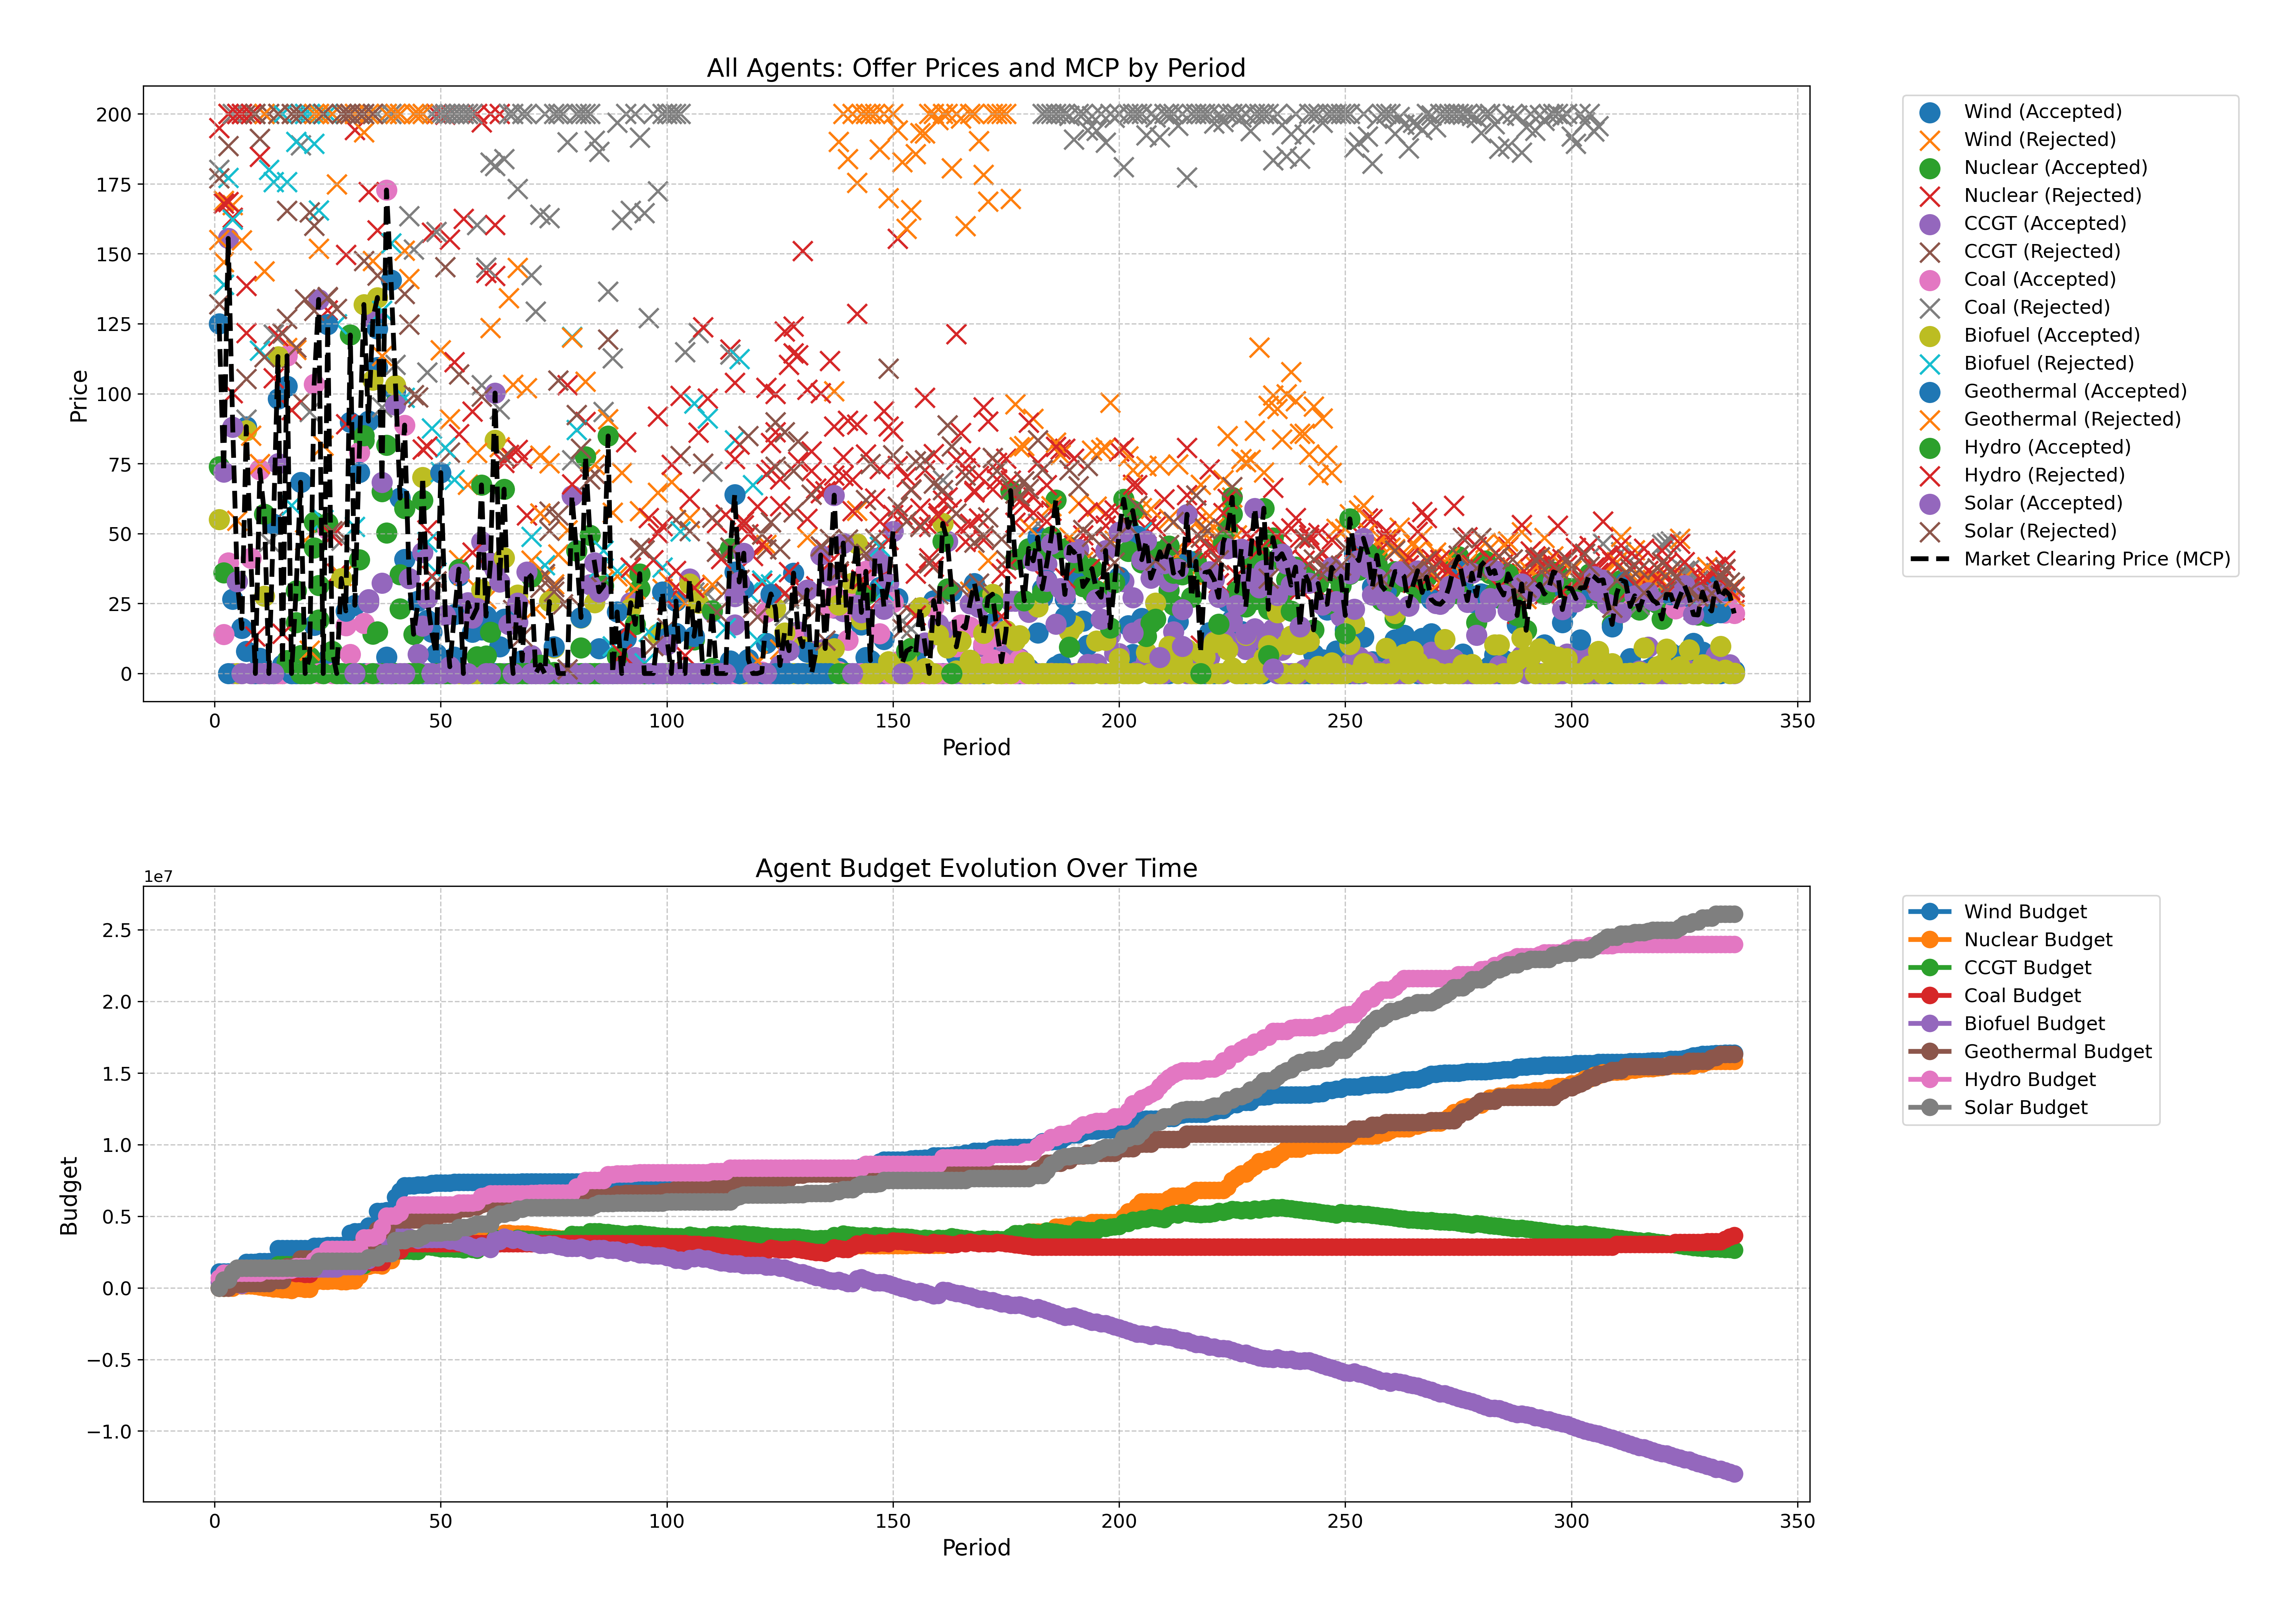 All Agents: Offer Prices and MCP by Period
Price
200
175
150
125
100
75
50
25
0
0 50 100 150 200 250 300 350
Period
Wind (Accepted)
Wind (Rejected)
Nuclear (Accepted)
Nuclear (Rejected)
CCGT (Accepted)
CCGT (Rejected)
Coal (Accepted)
Coal (Rejected)
Biofuel (Accepted)
Biofuel (Rejected)
Geothermal (Accepted)
Geothermal (Rejected)
Hydro (Accepted)
Hydro (Rejected)
Solar (Accepted)
Solar (Rejected)
Market Clearing Price (MCP)
Agent Budget Evolution Over Time
1e7
Budget
2.5
2.0
1.5
1.0
0.5
0.0
−0.5
−1.0
0 50 100 150 200 250 300 350
Period
Wind Budget
Nuclear Budget
CCGT Budget
Coal Budget
Biofuel Budget
Geothermal Budget
Hydro Budget
Solar Budget